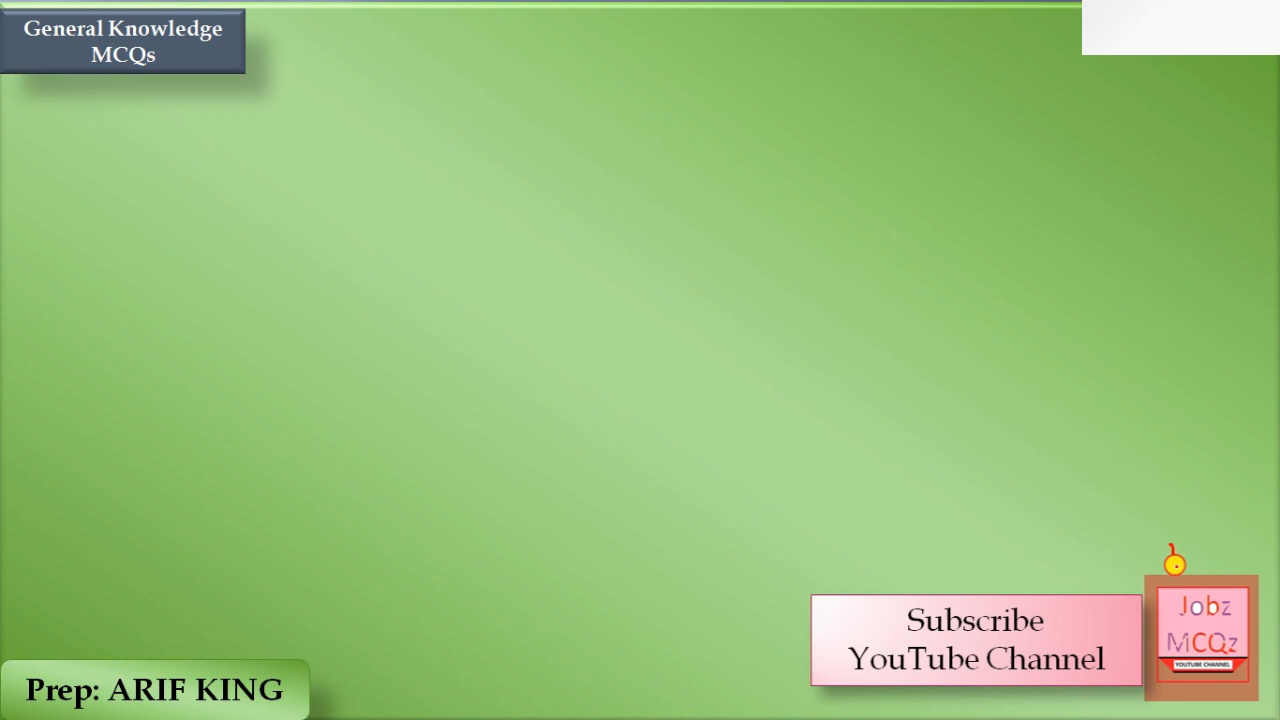 General Knowledge
MCQs
Subscribe
YouTube Channel
Jobz
MCQz
YOUTUBE CHANNEL
Prep: ARIF KING